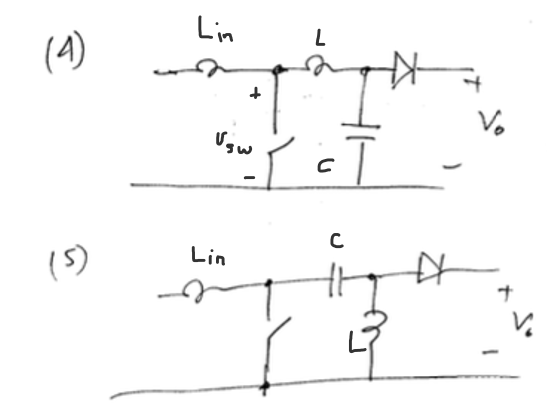 (4)
Lin L
+
+
Vsw
Vo
-
C
-
(5)
Lin C
+
L
Vo
-